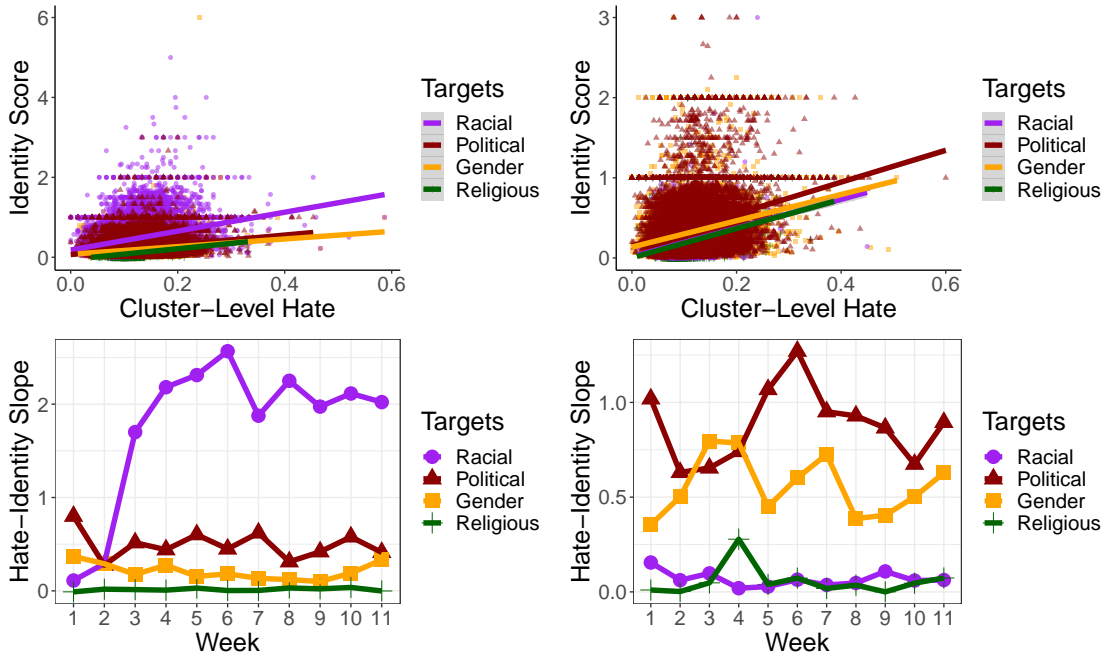 6
4
2
0
Identity Score
0.0
0.2
0.4
0.6
Cluster−Level Hate
Targets
Racial
Political
Gender
Religious
3
2
1
0
Identity Score
0.0
0.2
0.4
0.6
Cluster−Level Hate
Targets
Racial
Political
Gender
Religious
2
1
0
Hate−Identity Slope
1 2 3 4 5 6 7 8 9 10 11
Week
Targets
Racial
Political
Gender
Religious
1.0
0.5
0.0
Hate−Identity Slope
1 2 3 4 5 6 7 8 9 10 11
Week
Targets
Racial
Political
Gender
Religious